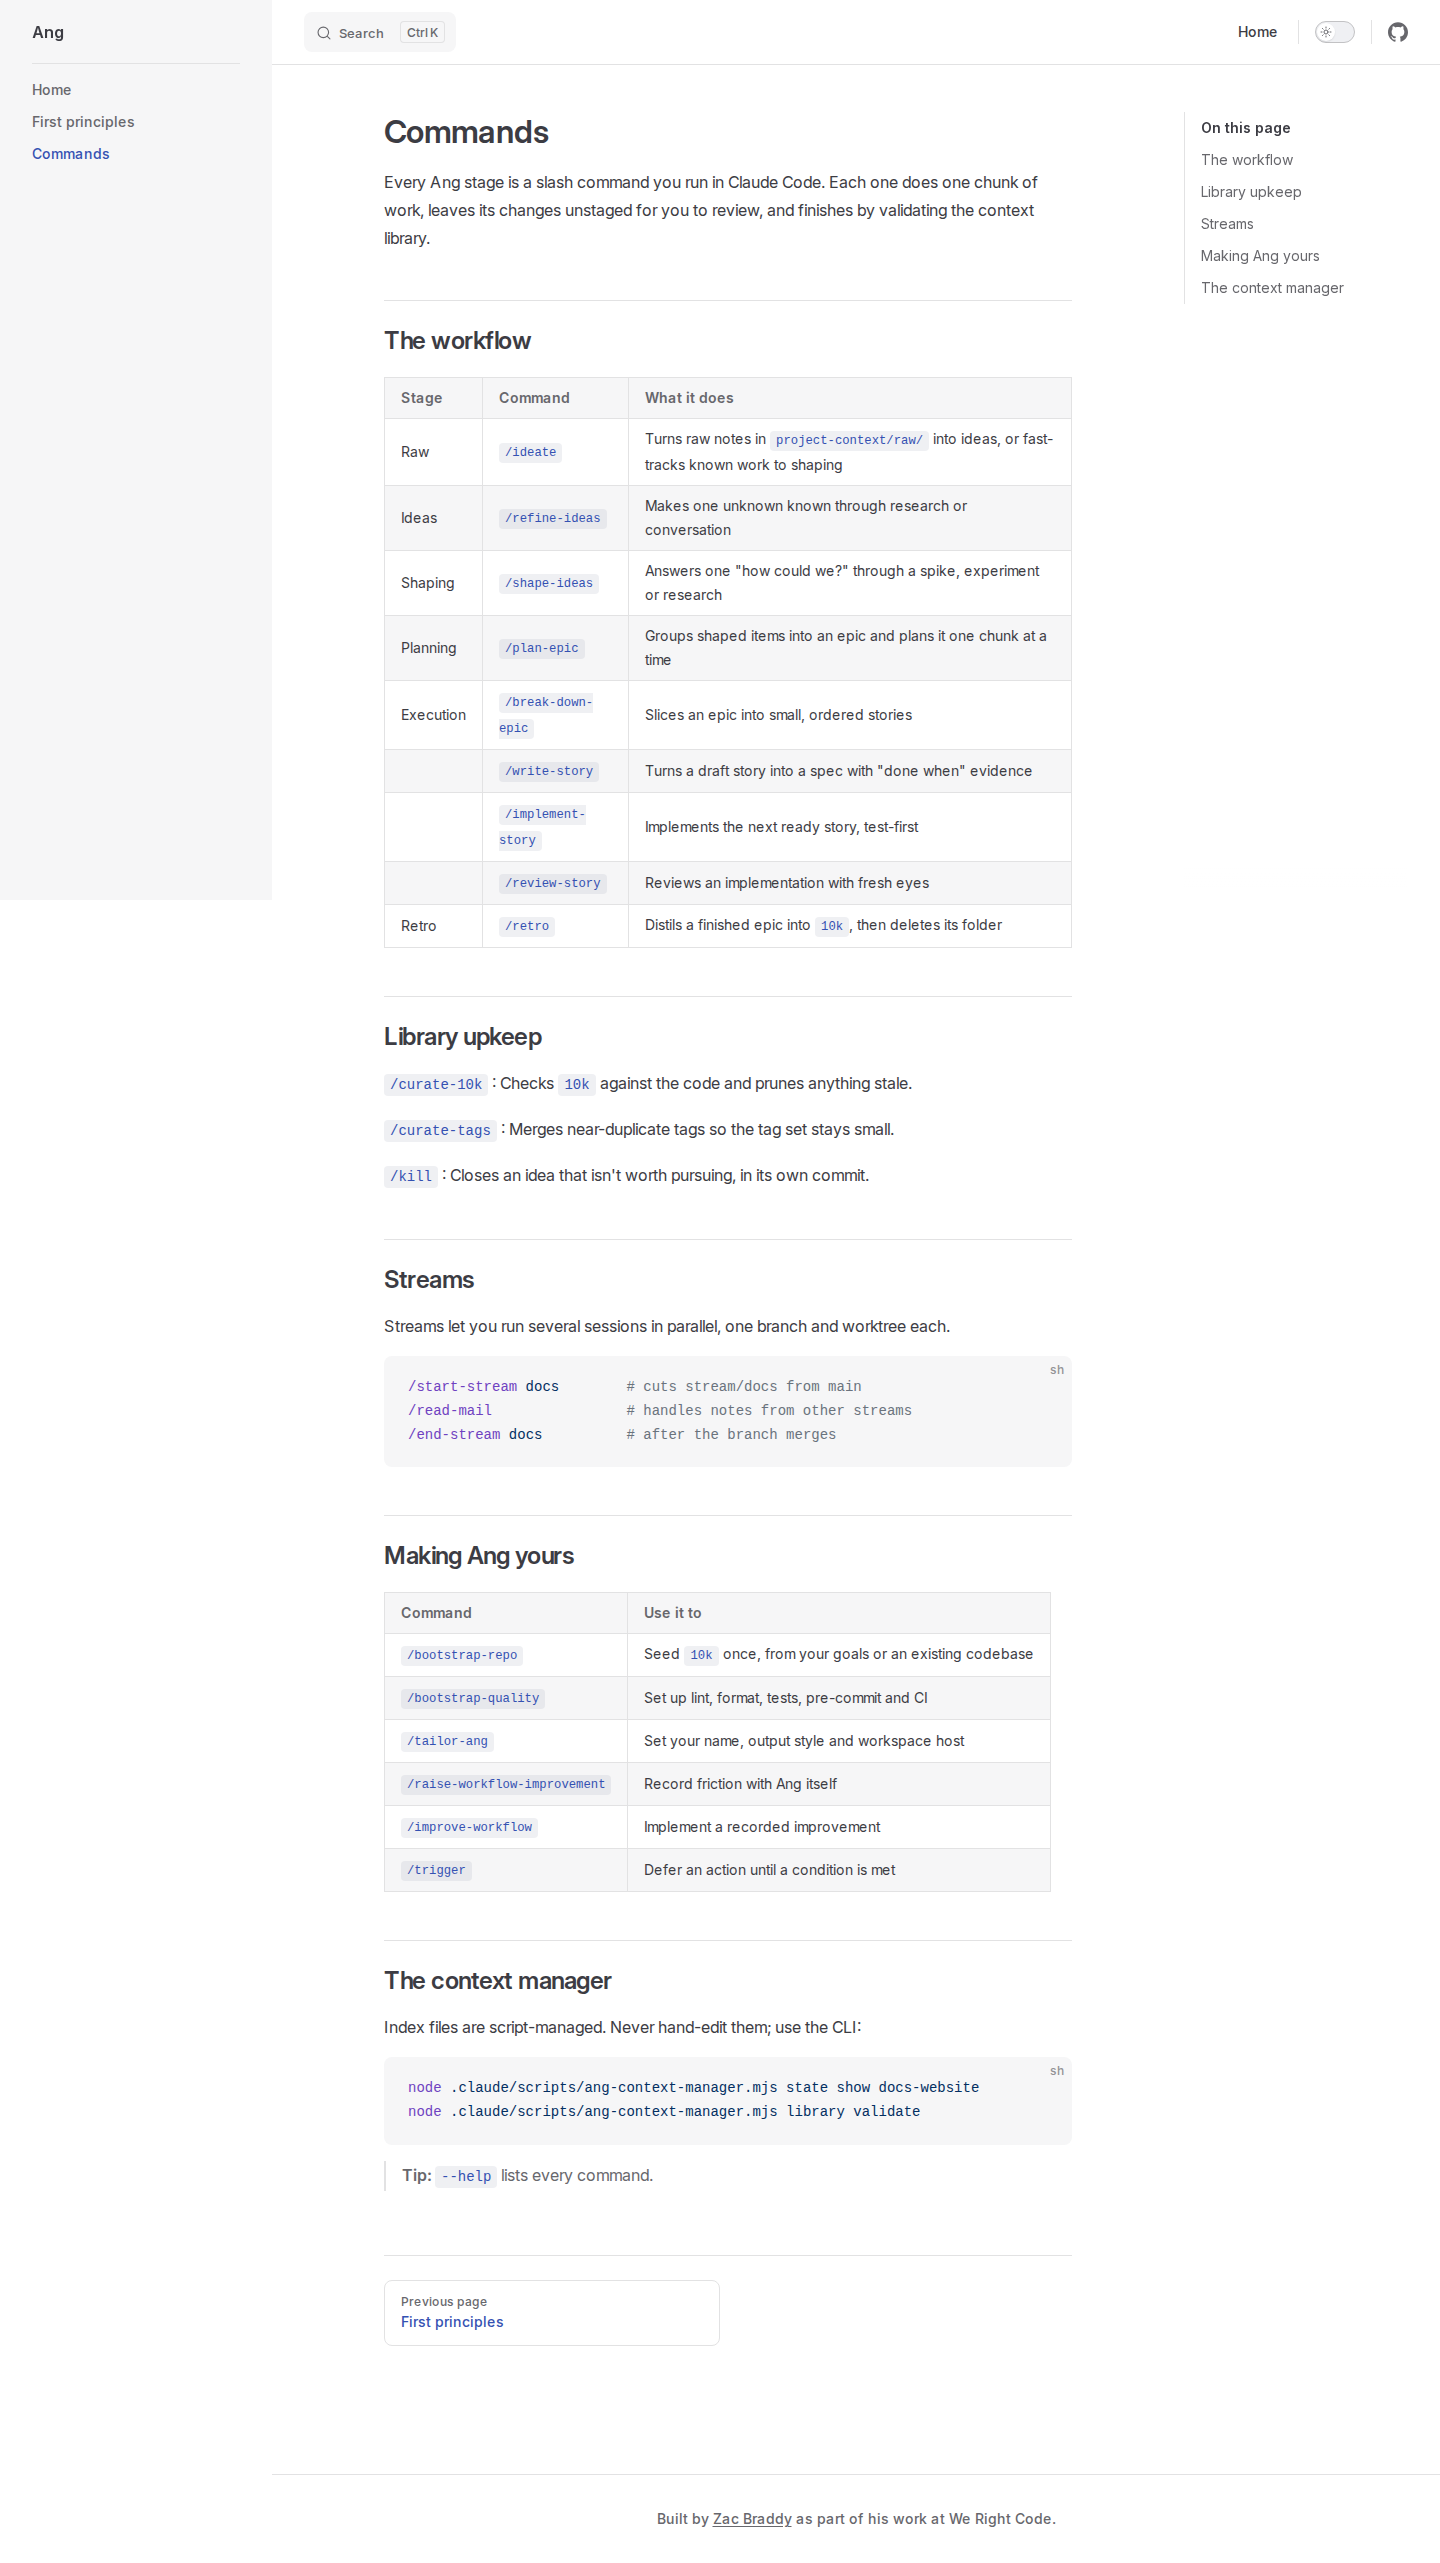 Ang
Home
First principles
Commands
Search Ctrl K
Home
Commands
Every Ang stage is a slash command you run in Claude Code. Each one does one chunk of
work, leaves its changes unstaged for you to review, and finishes by validating the context
library.
On this page
The workflow
Library upkeep
Streams
Making Ang yours
The context manager
The workflow
Stage Command What it does
Raw /ideate Turns raw notes in project-context/raw/ into ideas, or fast-
tracks known work to shaping
Ideas /refine-ideas Makes one unknown known through research or
conversation
Shaping /shape-ideas Answers one "how could we?" through a spike, experiment
or research
Planning /plan-epic Groups shaped items into an epic and plans it one chunk at a
time
Execution /break-down-
epic Slices an epic into small, ordered stories
/write-story Turns a draft story into a spec with "done when" evidence
/implement-
story Implements the next ready story, test-first
/review-story Reviews an implementation with fresh eyes
Retro /retro Distils a finished epic into 10k, then deletes its folder
Library upkeep
/curate-10k : Checks 10k against the code and prunes anything stale.
/curate-tags : Merges near-duplicate tags so the tag set stays small.
/kill : Closes an idea that isn't worth pursuing, in its own commit.
Streams
Streams let you run several sessions in parallel, one branch and worktree each.
sh
/start-stream docs # cuts stream/docs from main
/read-mail # handles notes from other streams
/end-stream docs # after the branch merges
Making Ang yours
Command Use it to
/bootstrap-repo Seed 10k once, from your goals or an existing codebase
/bootstrap-quality Set up lint, format, tests, pre-commit and CI
/tailor-ang Set your name, output style and workspace host
/raise-workflow-improvement Record friction with Ang itself
/improve-workflow Implement a recorded improvement
/trigger Defer an action until a condition is met
The context manager
Index files are script-managed. Never hand-edit them; use the CLI:
sh
node .claude/scripts/ang-context-manager.mjs state show docs-website
node .claude/scripts/ang-context-manager.mjs library validate
Tip: --help lists every command.
Previous page
First principles
Built by Zac Braddy as part of his work at We Right Code.